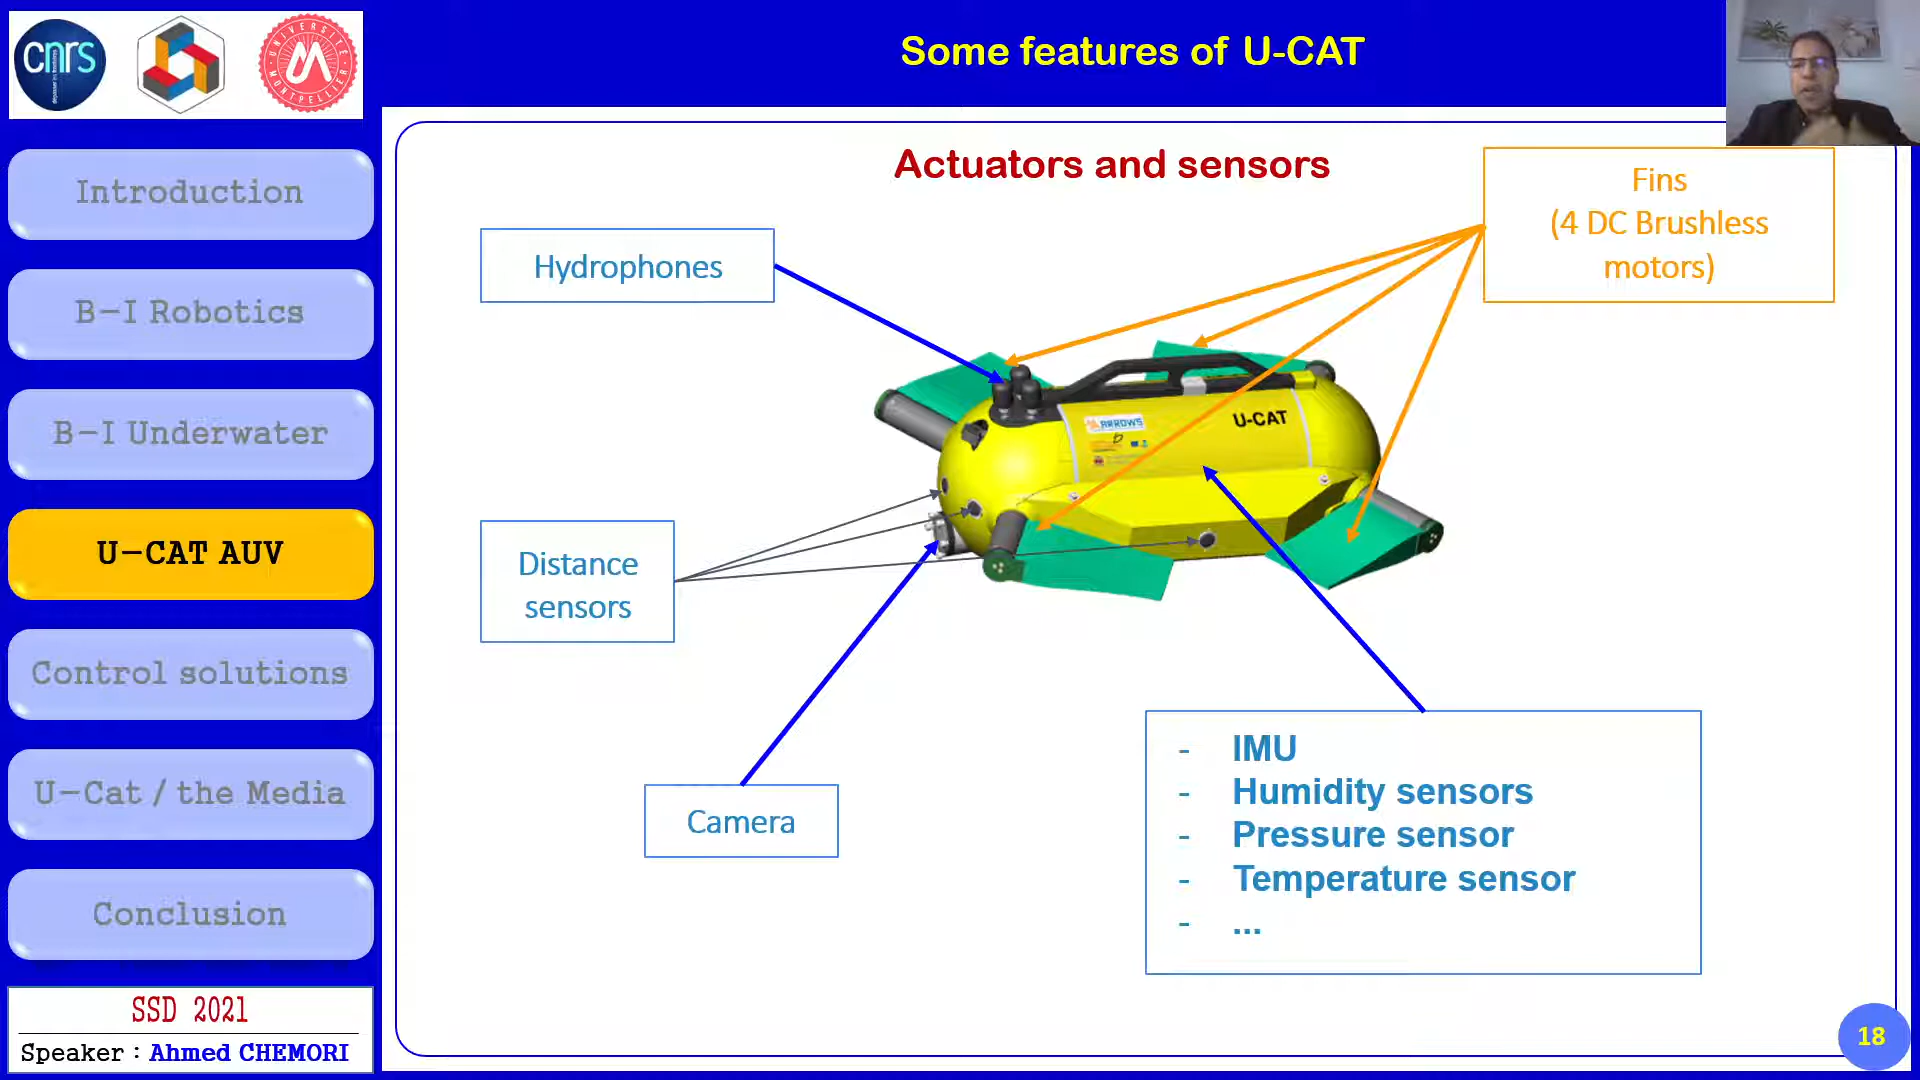 cnrs
UNIVERSITÉ
MONTPELLIER
Some features of U-CAT
Introduction
B-I Robotics
B-I Underwater
U-CAT AUV
Control solutions
U-Cat / the Media
Conclusion
SSD 2021
Speaker : Ahmed CHEMORI
Actuators and sensors
Fins
(4 DC Brushless
motors)
Hydrophones
ARROWS
U-CAT
Distance
sensors
Camera
- IMU
- Humidity sensors
- Pressure sensor
- Temperature sensor
- ...
18